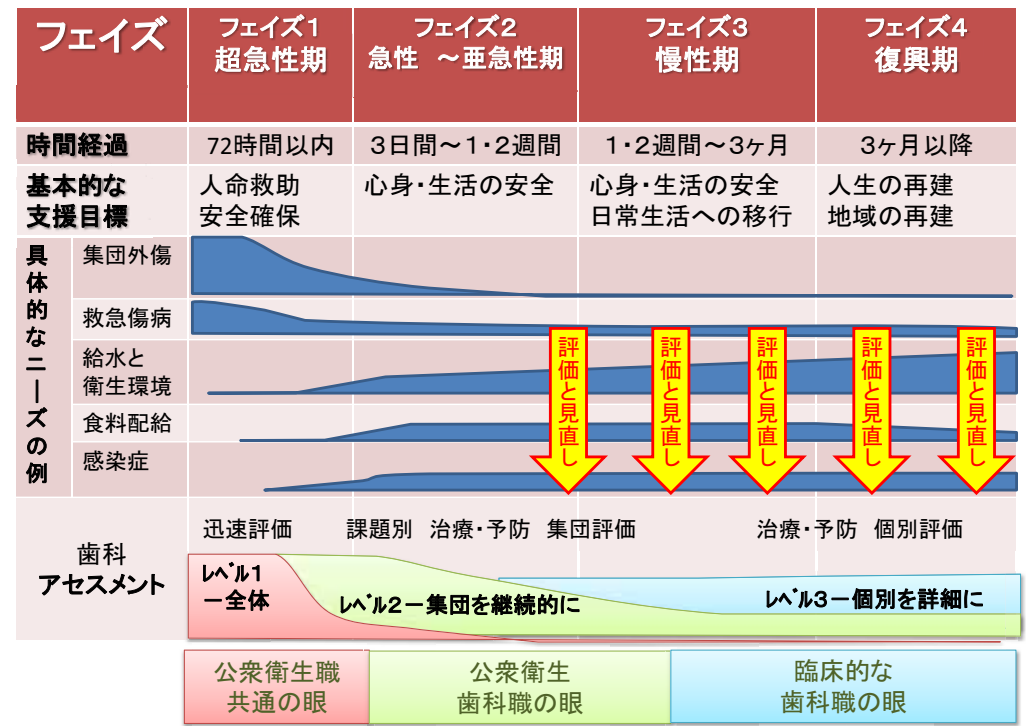 フェイズ
フェイズ1
超急性期
フェイズ2
急性 ～亜急性期
フェイズ3
慢性期
フェイズ4
復興期
時間経過
72時間以内
3日間～1・2週間
1・2週間～3ヶ月
3ヶ月以降
基本的な
支援目標
人命救助
安全確保
心身・生活の安全
心身・生活の安全
日常生活への移行
人生の再建
地域の再建
具体的なニーズの例
集団外傷
救急傷病
給水と
衛生環境
食料配給
感染症
評価と見直し
評価と見直し
評価と見直し
評価と見直し
評価と見直し
歯科
アセスメント
迅速評価
課題別 治療・予防 集団評価
治療・予防 個別評価
レベル1
－全体
レベル2－集団を継続的に
レベル3－個別を詳細に
公衆衛生職
共通の眼
公衆衛生
歯科職の眼
臨床的な
歯科職の眼